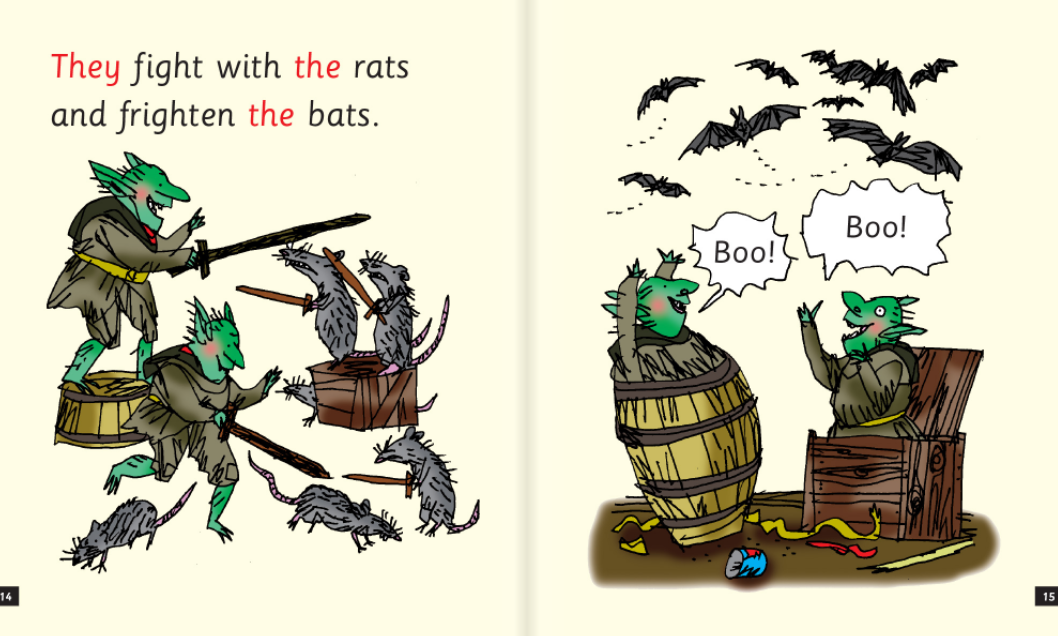 They fight with the rats
and frighten the bats.
14
Boo!
Boo!
15